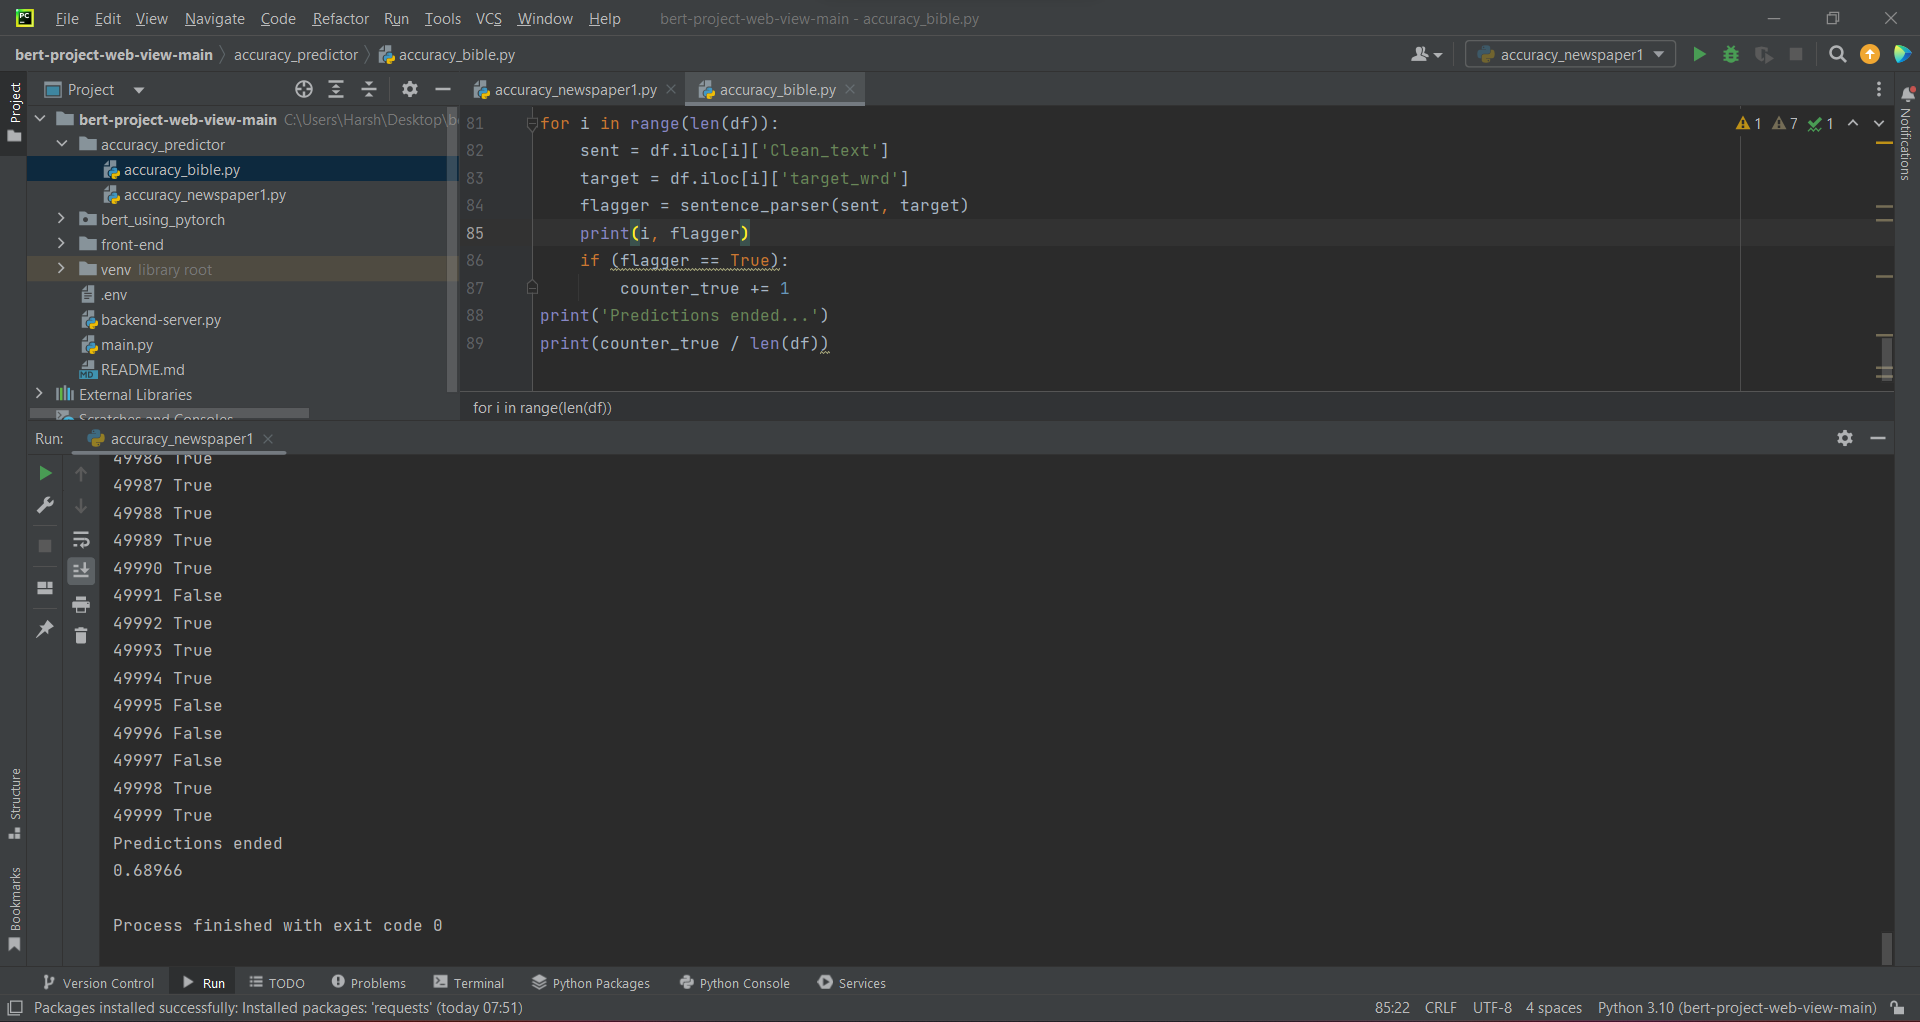 PC
File Edit View Navigate Code Refactor Run Tools VCS Window Help bert-project-web-view-main - accuracy_bible.py
bert-project-web-view-main accuracy_predictor accuracy_bible.py
accuracy_newspaper1
Project
Project
accuracy_newspaper1.py
accuracy_bible.py
bert-project-web-view-main C:\Users\Harsh\Desktop\b
accuracy_predictor
accuracy_bible.py
accuracy_newspaper1.py
bert_using_pytorch
front-end
venv library root
.env
backend-server.py
main.py
MD README.md
External Libraries
Scratches and Consoles
81 for i in range(len(df)):
82 sent = df.iloc[i]['Clean_text']
83 target = df.iloc[i]['target_wrd']
84 flagger = sentence_parser(sent, target)
85 print(i, flagger)
86 if (flagger == True):
87 counter_true += 1
88 print('Predictions ended...')
89 print(counter_true / len(df))
1 7 1
Notifications
for i in range(len(df))
Run: accuracy_newspaper1
49986 True
49987 True
49988 True
49989 True
49990 True
49991 False
49992 True
49993 True
49994 True
49995 False
49996 False
49997 False
49998 True
49999 True
Predictions ended
0.68966
Process finished with exit code 0
Structure
Bookmarks
Version Control Run TODO Problems Terminal Python Packages Python Console Services
Packages installed successfully: Installed packages: 'requests' (today 07:51)
85:22 CRLF UTF-8 4 spaces Python 3.10 (bert-project-web-view-main)